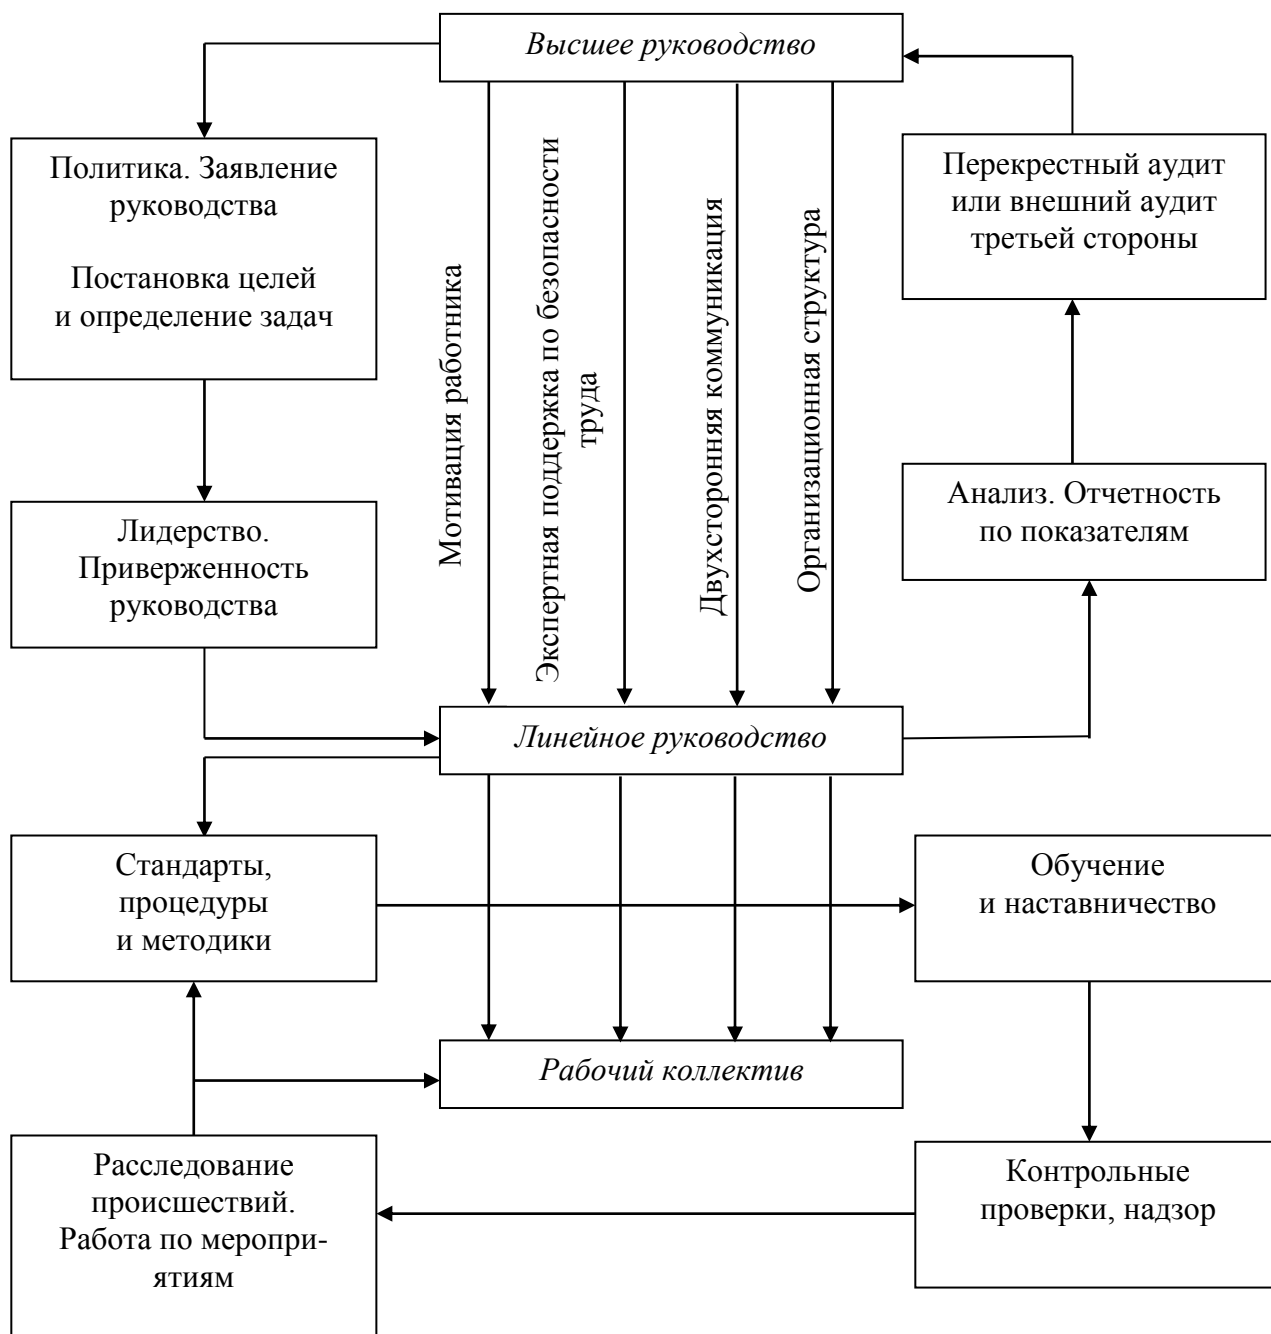 Высшее руководство
Политика. Заявление
руководства
Постановка целей
и определение задач
Мотивация работника
Экспертная поддержка по безопасности
труда
Двухсторонняя коммуникация
Организационная структура
Перекрестный аудит
или внешний аудит
третьей стороны
Анализ. Отчетность
по показателям
Лидерство.
Приверженность
руководства
Линейное руководство
Стандарты,
процедуры
и методики
Обучение
и наставничество
Рабочий коллектив
Расследование
происшествий.
Работа по меропри-
ятиям
Контрольные
проверки, надзор